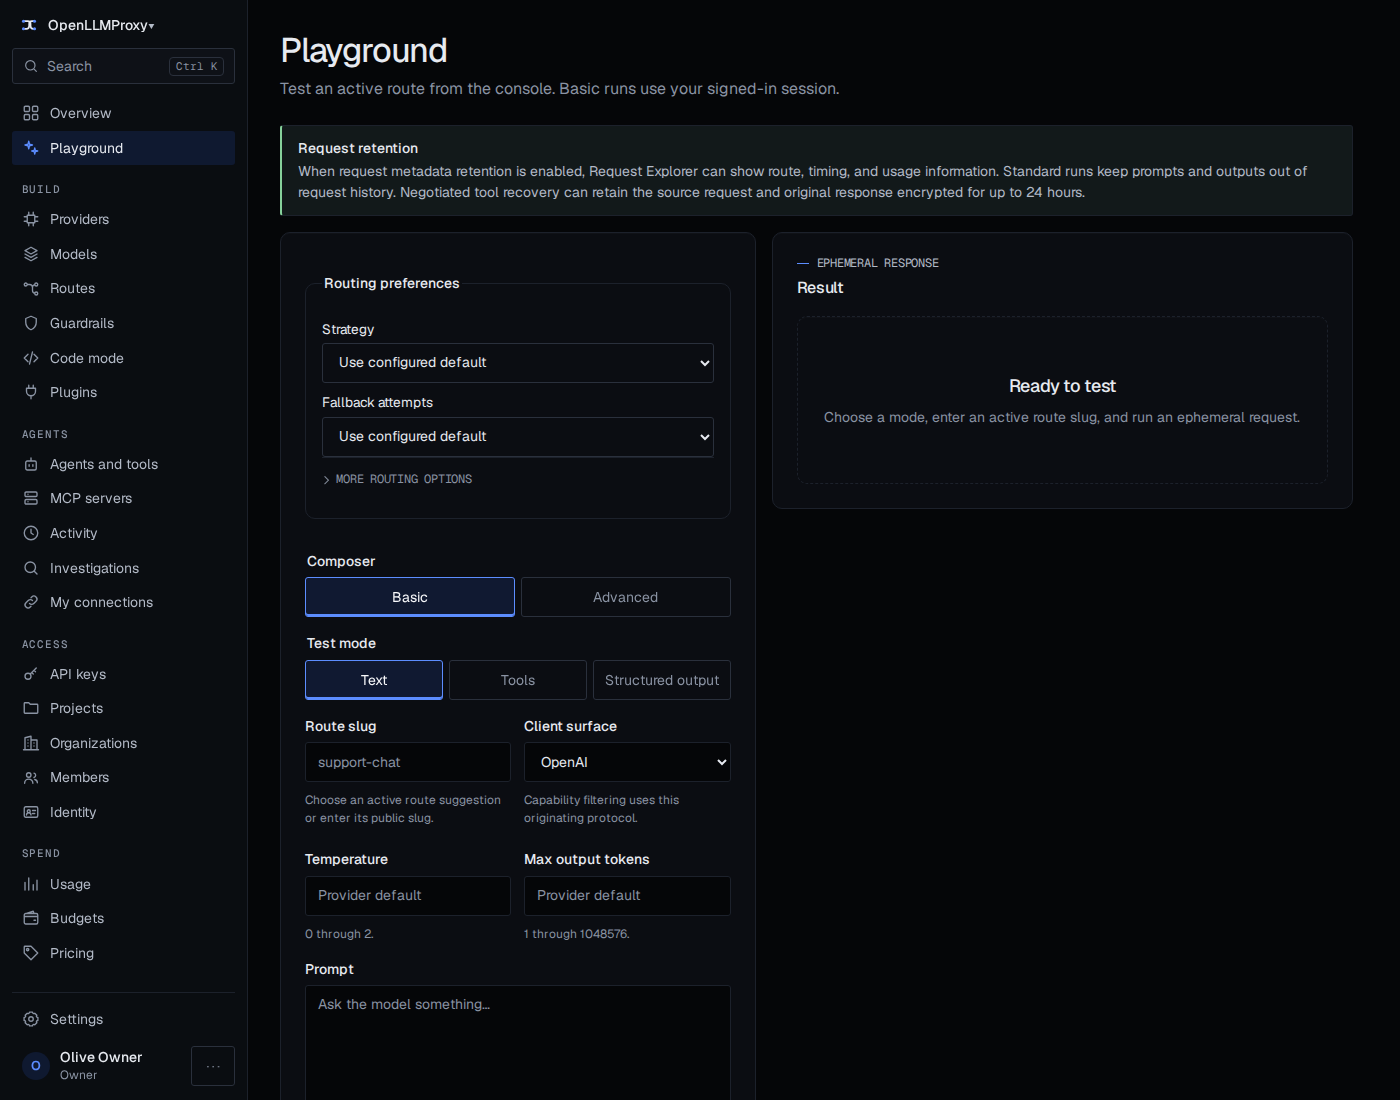 OpenLLMProxy
Search
Ctrl K
Overview
Playground
BUILD
Providers
Models
Routes
Guardrails
Code mode
Plugins
AGENTS
Agents and tools
MCP servers
Activity
Investigations
My connections
ACCESS
API keys
Projects
Organizations
Members
Identity
SPEND
Usage
Budgets
Pricing
Settings
O
Olive Owner
Owner
...
Playground
Test an active route from the console. Basic runs use your signed-in session.
Request retention
When request metadata retention is enabled, Request Explorer can show route, timing, and usage information. Standard runs keep prompts and outputs out of
request history. Negotiated tool recovery can retain the source request and original response encrypted for up to 24 hours.
Routing preferences
Strategy
Use configured default
Fallback attempts
Use configured default
MORE ROUTING OPTIONS
Composer
Basic
Advanced
Test mode
Text
Tools
Structured output
Route slug
support-chat
Choose an active route suggestion
or enter its public slug.
Client surface
OpenAI
Capability filtering uses this
originating protocol.
Temperature
Provider default
0 through 2.
Max output tokens
Provider default
1 through 1048576.
Prompt
Ask the model something…
— EPHEMERAL RESPONSE
Result
Ready to test
Choose a mode, enter an active route slug, and run an ephemeral request.